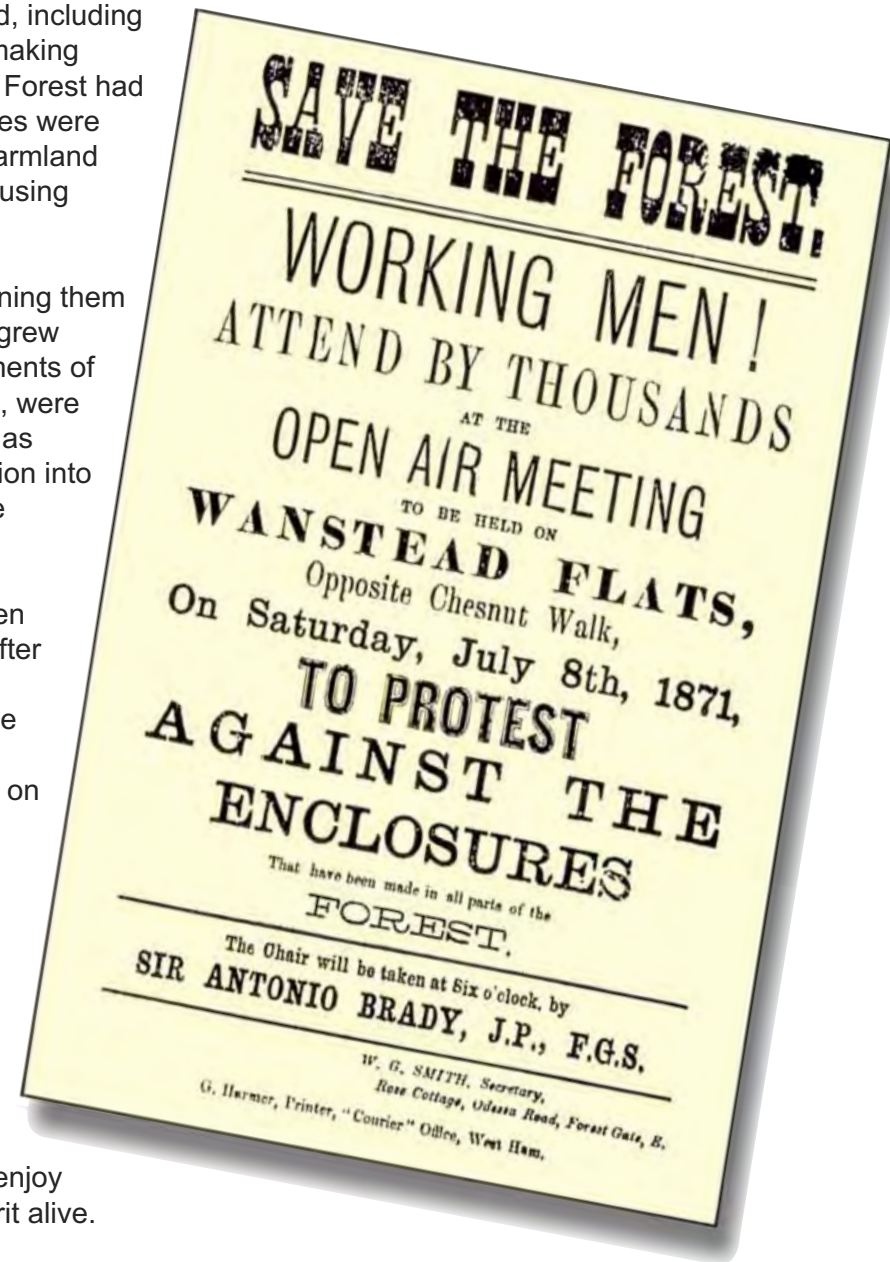 d, including
making
Forest had
es were
armland
using
ning them
grew
ments of
, were
as
ion into
e
en
fter
e
on
enjoy
rit alive.
SAVE THE FOREST.
WORKING MEN!
ATTEND BY THOUSANDS
AT THE
OPEN AIR MEETING
TO BE HELD ON
WANSTEAD FLATS,
Opposite Chesnut Walk,
On Saturday, July 8th, 1871,
TO PROTEST
AGAINST THE
ENCLOSURES
That have been made in all parts of the
FOREST.
The Chair will be taken at Six o'clock, by
SIR ANTONIO BRADY, J.P., F.G.S.
W. G. SMITH, Secretary,
Rose Cottage, Odessa Road, Forest Gate, E.
G. Harmer, Printer, "Courier" Office, West Ham.